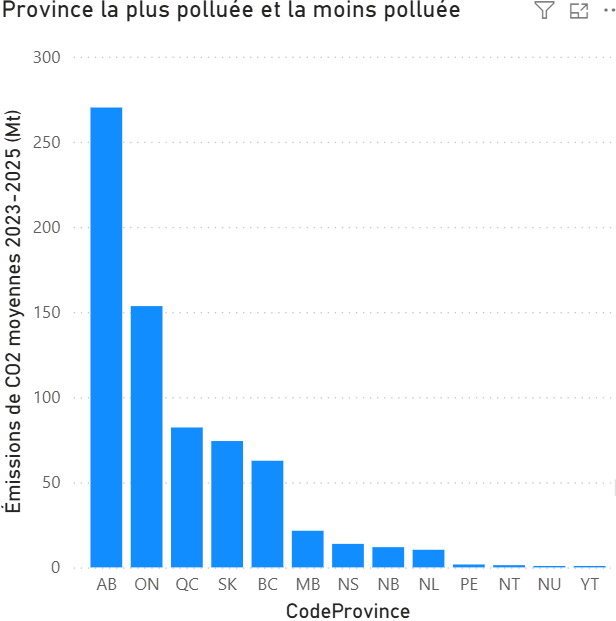 Province la plus polluée et la moins polluée
Émissions de CO2 moyennes 2023-2025 (Mt)
300
250
200
150
100
50
0
AB ON QC SK BC MB NS NB NL PE NT NU YT
CodeProvince